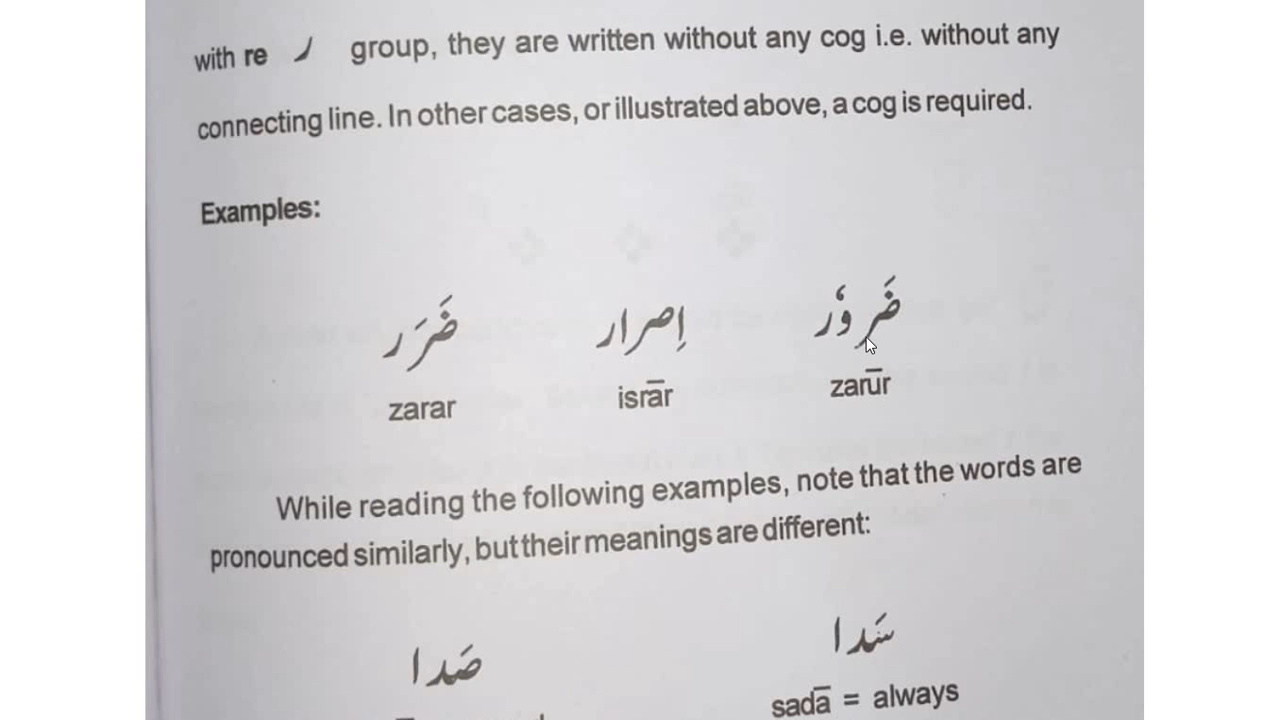 with re ر group, they are written without any cog i.e. without any
connecting line. In other cases, or illustrated above, a cog is required.
Examples:
ضَرَر اِصرار ضَروٗر
zarar isrār zarūr
While reading the following examples, note that the words are
pronounced similarly, but their meanings are different:
صَدا سَدا
sadā = always